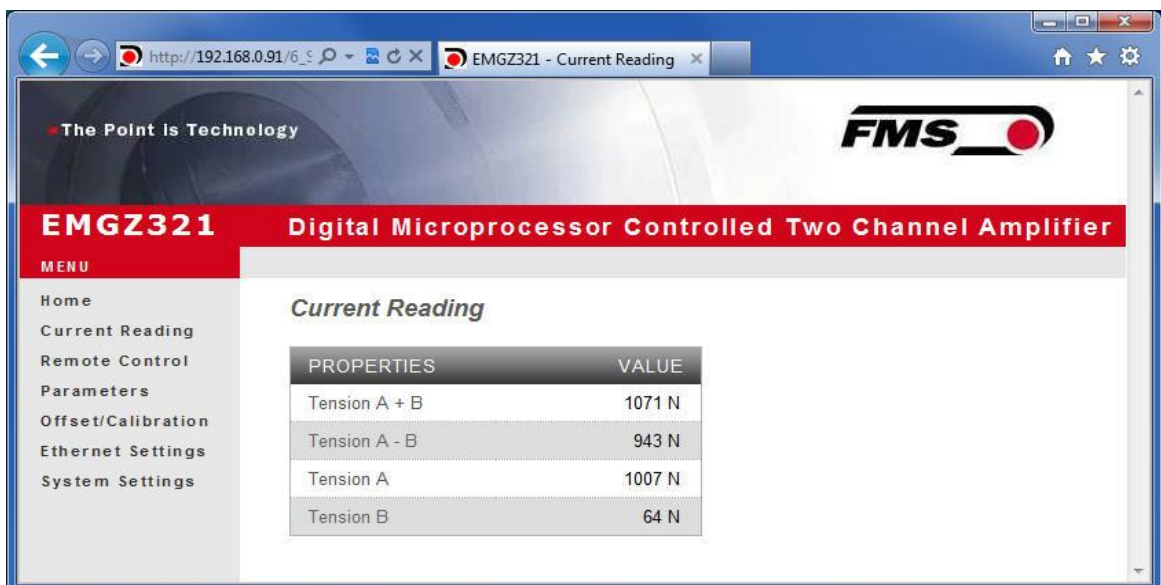 http://192.168.0.91/6_S
EMGZ321 - Current Reading
The Point is Technology
FMS
EMGZ321 Digital Microprocessor Controlled Two Channel Amplifier
MENU
Home
Current Reading
Remote Control
Parameters
Offset/Calibration
Ethernet Settings
System Settings
Current Reading
PROPERTIES VALUE
Tension A + B 1071 N
Tension A - B 943 N
Tension A 1007 N
Tension B 64 N